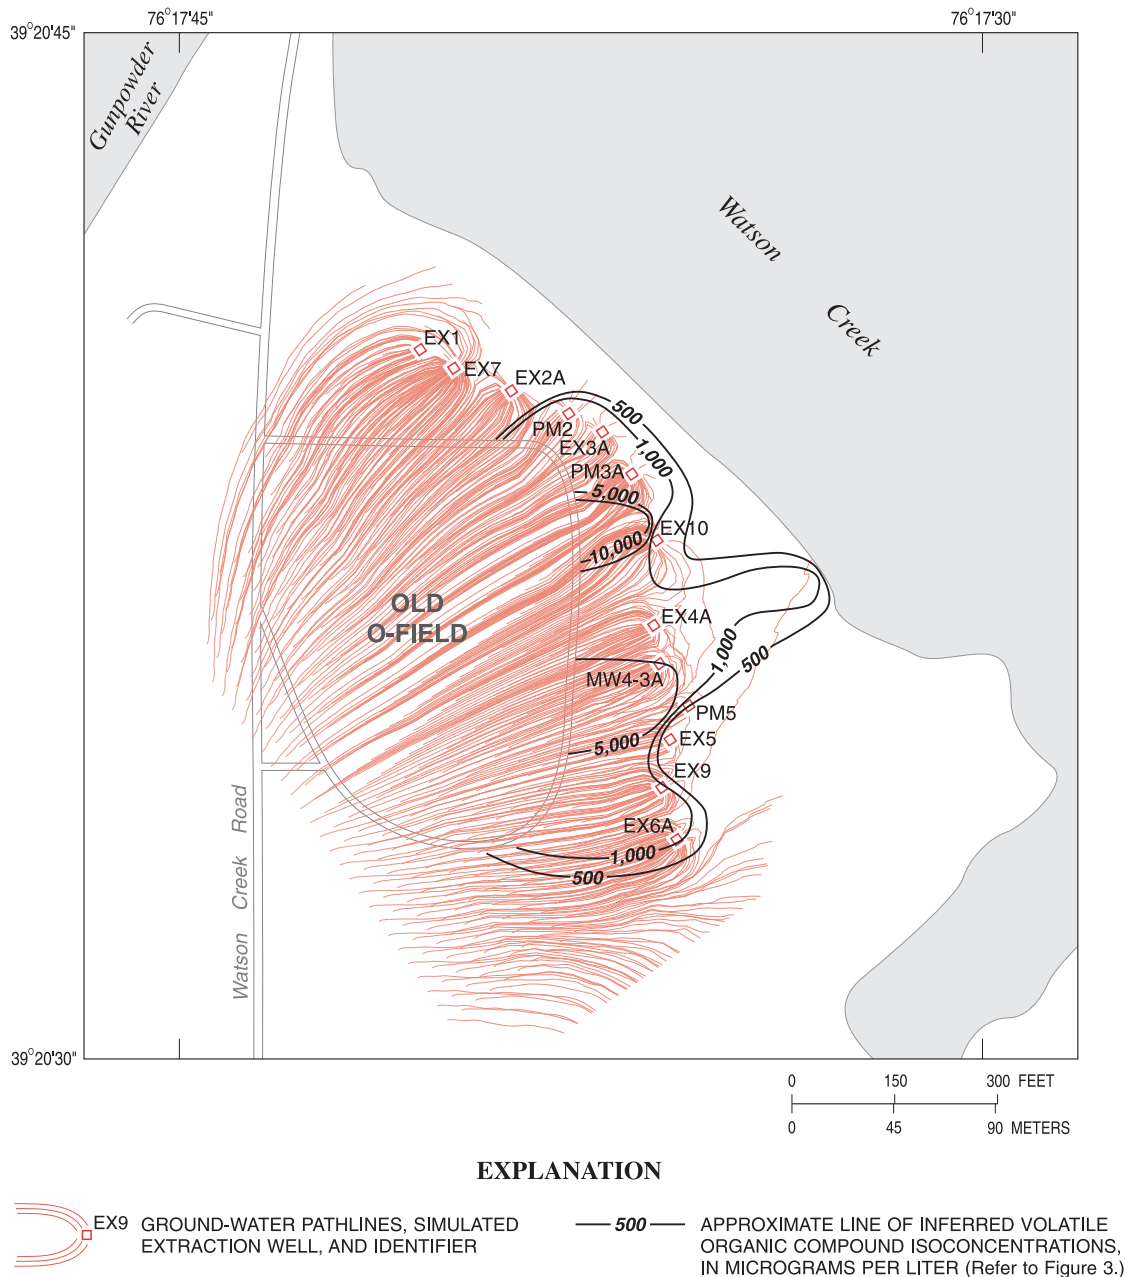 76°17'45"
76°17'30"
39°20'45"
Gunpowder
River
Watson
Creek
EX1
EX7
EX2A
PM2
500
EX3A
1,000
PM3A
5,000
EX10
10,000
OLD
O-FIELD
EX4A
1,000
500
MW4-3A
PM5
5,000
EX5
EX9
EX6A
1,000
500
Watson Creek Road
39°20'30"
0 150 300 FEET
0 45 90 METERS
EXPLANATION
EX9 GROUND-WATER PATHLINES, SIMULATED
EXTRACTION WELL, AND IDENTIFIER
500 APPROXIMATE LINE OF INFERRED VOLATILE
ORGANIC COMPOUND ISOCONCENTRATIONS,
IN MICROGRAMS PER LITER (Refer to Figure 3.)